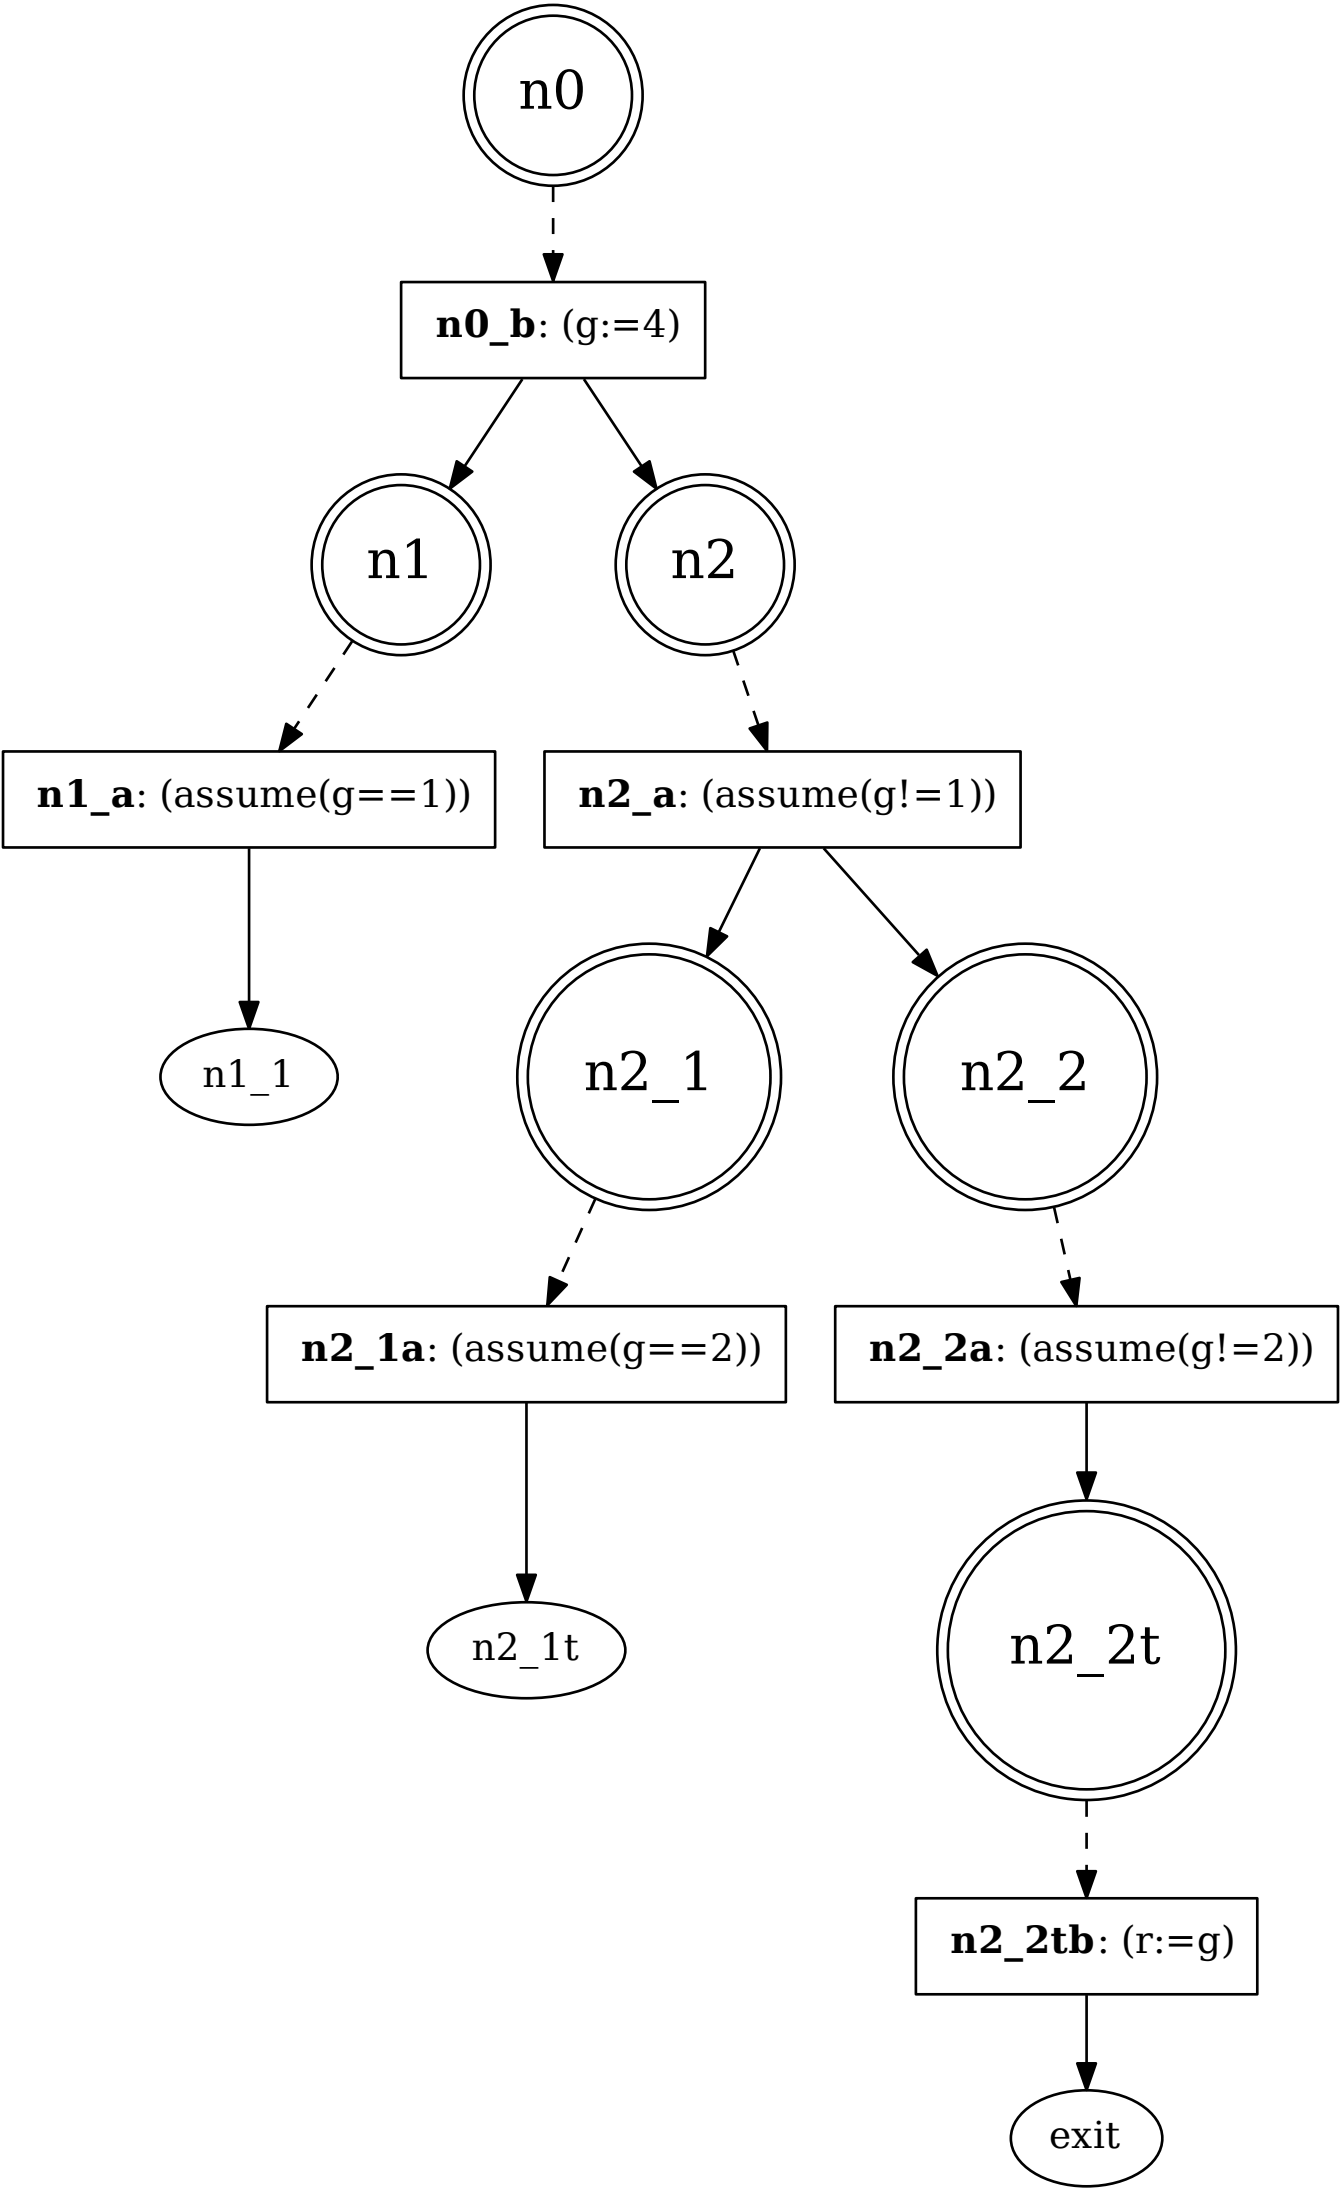 n0
n0_b: (g:=4)
n1
n2
n1_a: (assume(g==1))
n2_a: (assume(g!=1))
n1_1
n2_1
n2_2
n2_1a: (assume(g==2))
n2_2a: (assume(g!=2))
n2_1t
n2_2t
n2_2tb: (r:=g)
exit